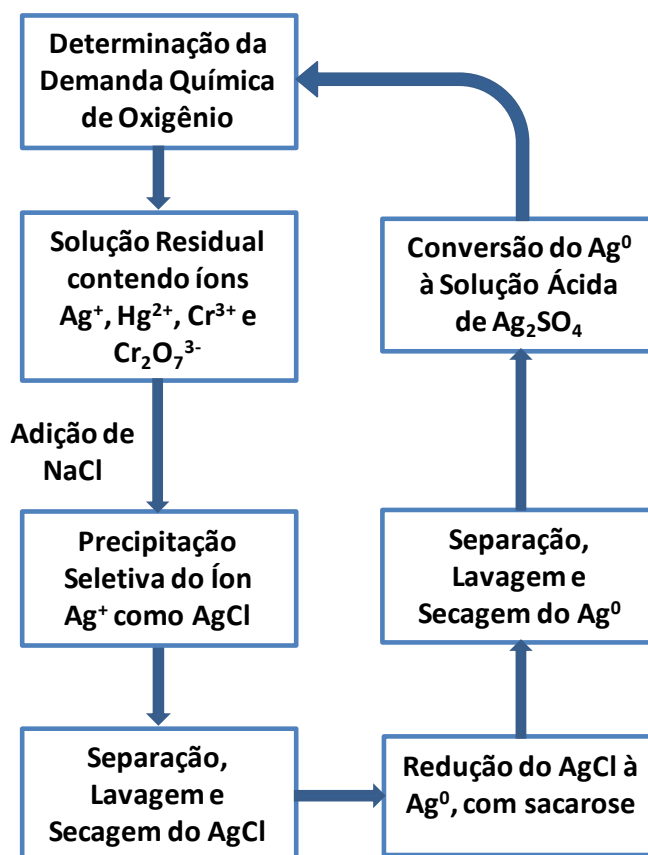 Determinação da
Demanda Química
de Oxigênio
Solução Residual
contendo íons
Ag⁺, Hg²⁺, Cr³⁺ e
Cr₂O₇³⁻
Adição de
NaCl
Precipitação
Seletiva do Íon
Ag⁺ como AgCl
Separação,
Lavagem e
Secagem do AgCl
Redução do AgCl à
Ag⁰, com sacarose
Separação,
Lavagem e
Secagem do Ag⁰
Conversão do Ag⁰
à Solução Ácida
de Ag₂SO₄